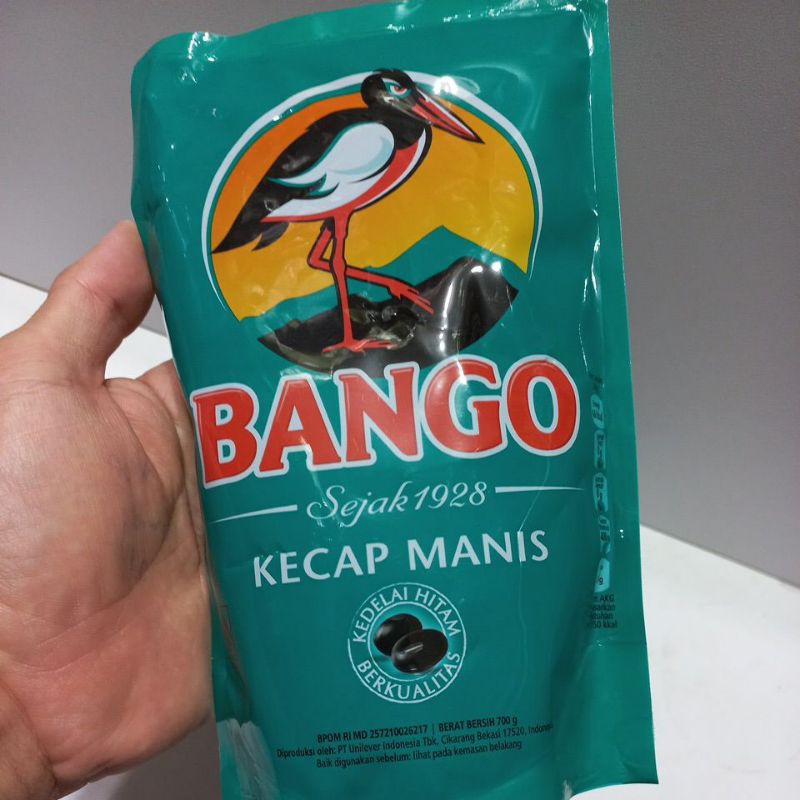 BANGO
Sejak 1928
KECAP MANIS
KEDELAI HITAM
BERKUALITAS
BPOM RI MD 257210026217 | BERAT BERSIH 700 g
Diproduksi oleh: PT Unilever Indonesia Tbk, Cikarang Bekasi 17520,
Baik digunakan sebelum: lihat pada kemasan belakang
g
AKG